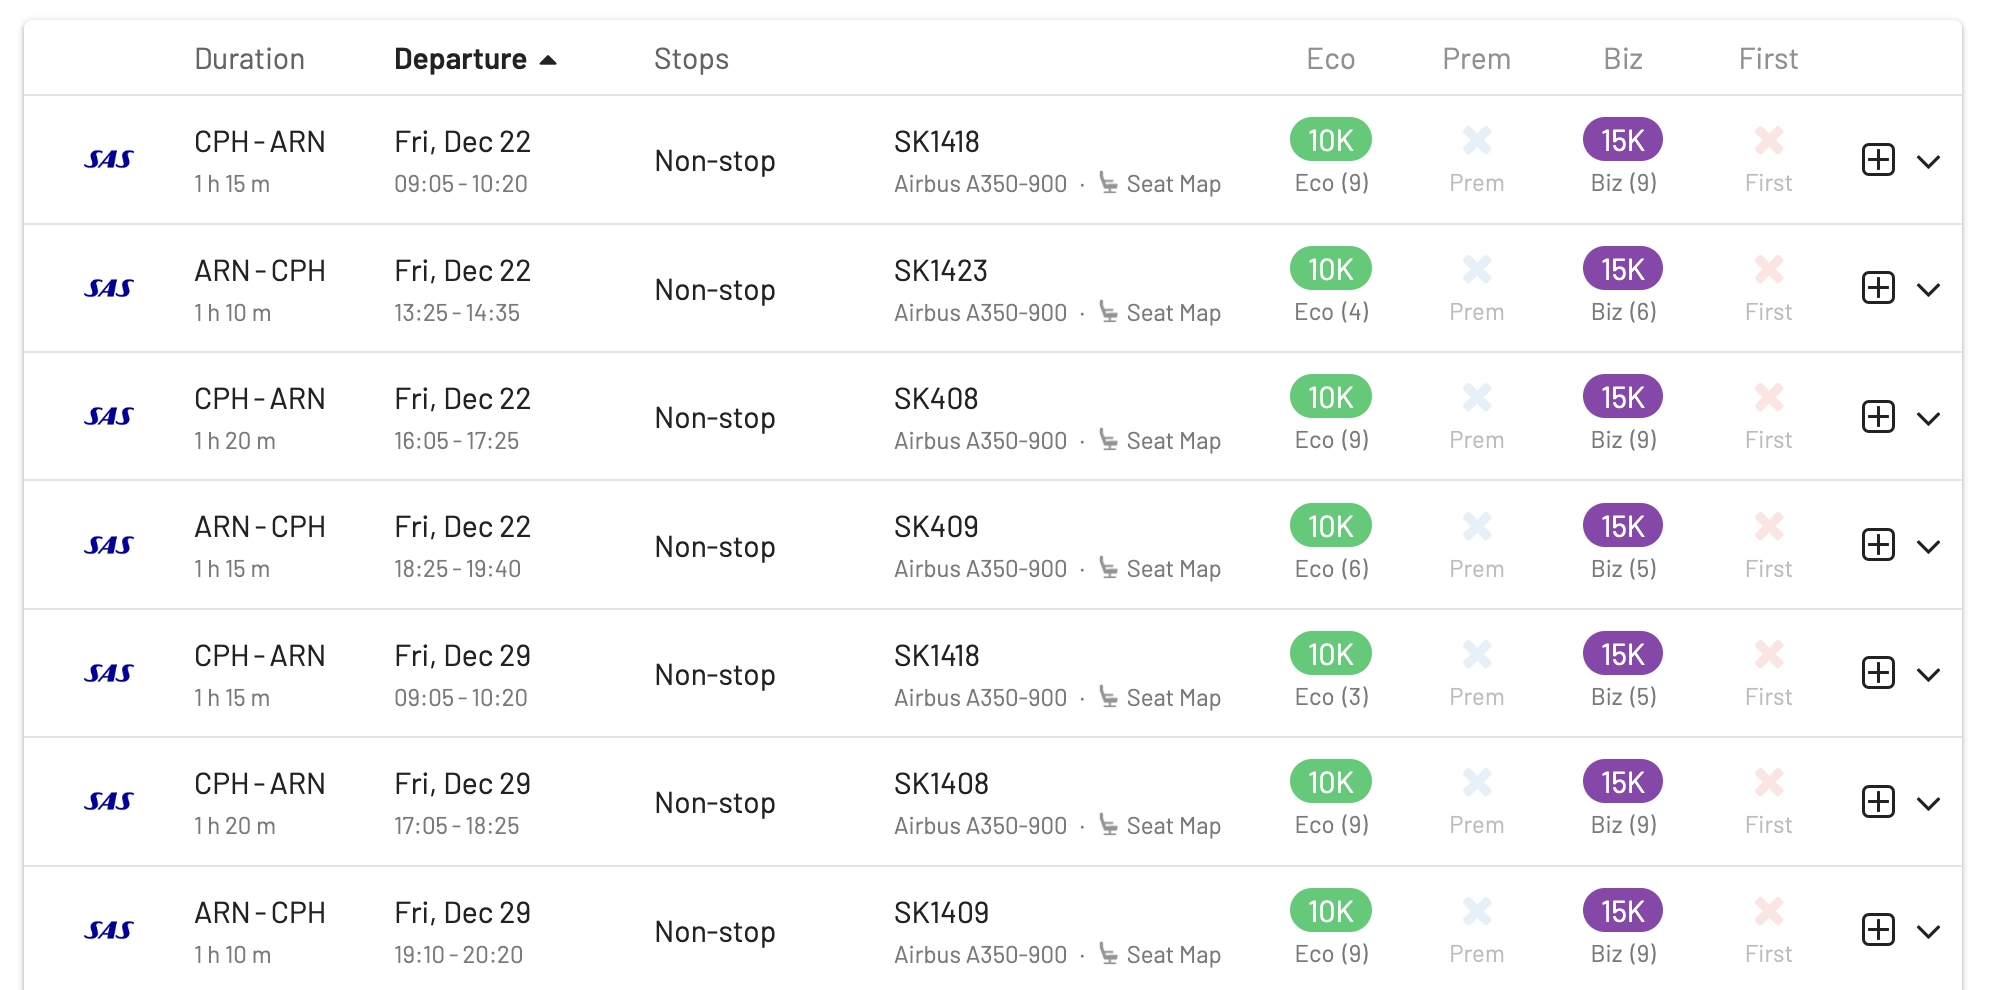 Duration Departure Stops Eco Prem Biz First
SAS CPH - ARN Fri, Dec 22 Non-stop SK1418 10K 15K
1 h 15 m 09:05 - 10:20 Airbus A350-900 · Seat Map Eco (9) Prem Biz (9) First
SAS ARN - CPH Fri, Dec 22 Non-stop SK1423 10K 15K
1 h 10 m 13:25 - 14:35 Airbus A350-900 · Seat Map Eco (4) Prem Biz (6) First
SAS CPH - ARN Fri, Dec 22 Non-stop SK408 10K 15K
1 h 20 m 16:05 - 17:25 Airbus A350-900 · Seat Map Eco (9) Prem Biz (9) First
SAS ARN - CPH Fri, Dec 22 Non-stop SK409 10K 15K
1 h 15 m 18:25 - 19:40 Airbus A350-900 · Seat Map Eco (6) Prem Biz (5) First
SAS CPH - ARN Fri, Dec 29 Non-stop SK1418 10K 15K
1 h 15 m 09:05 - 10:20 Airbus A350-900 · Seat Map Eco (3) Prem Biz (5) First
SAS CPH - ARN Fri, Dec 29 Non-stop SK1408 10K 15K
1 h 20 m 17:05 - 18:25 Airbus A350-900 · Seat Map Eco (9) Prem Biz (9) First
SAS ARN - CPH Fri, Dec 29 Non-stop SK1409 10K 15K
1 h 10 m 19:10 - 20:20 Airbus A350-900 · Seat Map Eco (9) Prem Biz (9) First